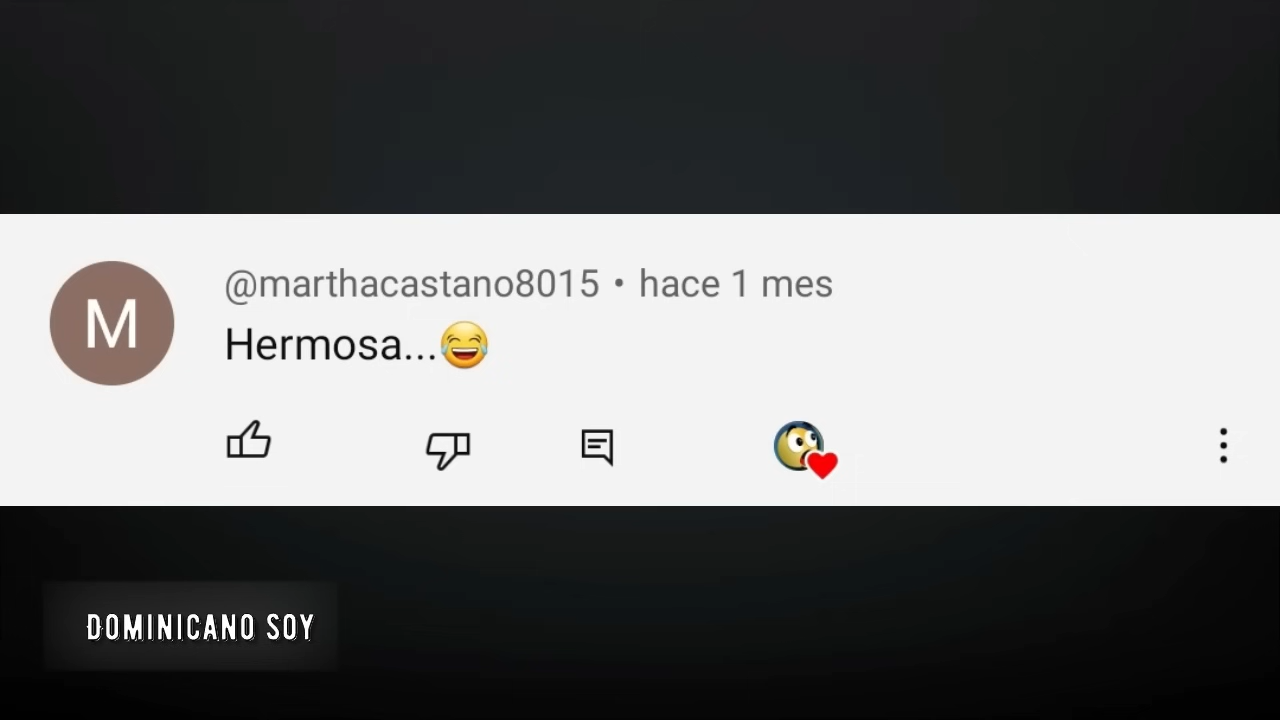 M
@marthacastano8015 • hace 1 mes
Hermosa...😂
DOMINICANO SOY